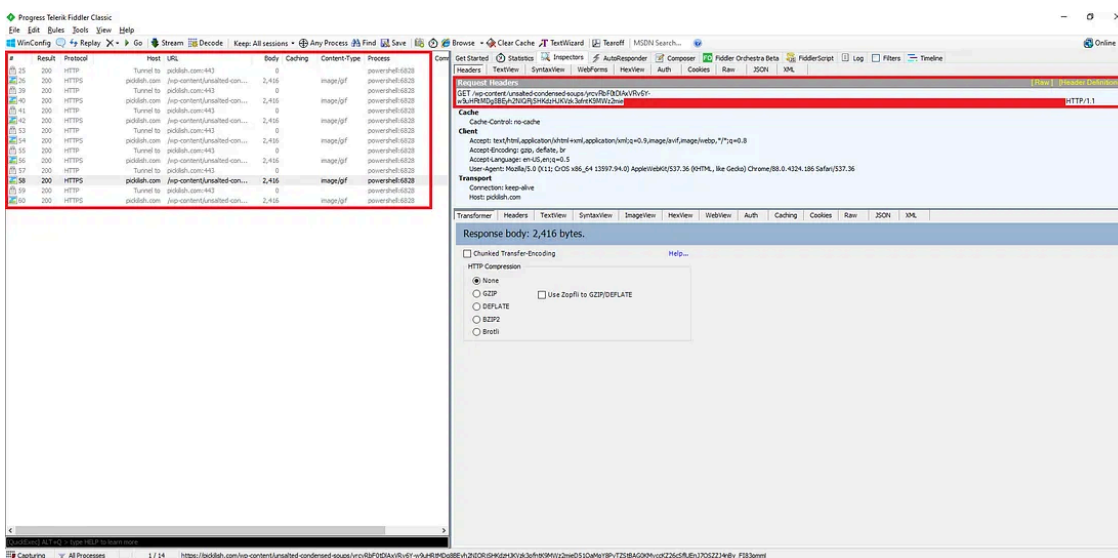 Progress Telerik Fiddler Classic
File Edit Rules Tools View Help
WinConfig Replay X Go Stream Decode Keep: All sessions Any Process Find Save Browse Clear Cache TextWizard Tearoff MSDN Search... Online
# Result Protocol Host URL Body Caching Content-Type Process Com
25 200 HTTP Tunnel to picklish.com:443 0 powershell:6828
26 200 HTTPS picklish.com /wp-content/unsalted-con... 2,416 image/gif powershell:6828
39 200 HTTP Tunnel to picklish.com:443 0 powershell:6828
40 200 HTTPS picklish.com /wp-content/unsalted-con... 2,416 image/gif powershell:6828
41 200 HTTP Tunnel to picklish.com:443 0 powershell:6828
42 200 HTTPS picklish.com /wp-content/unsalted-con... 2,416 image/gif powershell:6828
53 200 HTTP Tunnel to picklish.com:443 0 powershell:6828
54 200 HTTPS picklish.com /wp-content/unsalted-con... 2,416 image/gif powershell:6828
55 200 HTTP Tunnel to picklish.com:443 0 powershell:6828
56 200 HTTPS picklish.com /wp-content/unsalted-con... 2,416 image/gif powershell:6828
57 200 HTTP Tunnel to picklish.com:443 0 powershell:6828
58 200 HTTPS picklish.com /wp-content/unsalted-con... 2,416 image/gif powershell:6828
59 200 HTTP Tunnel to picklish.com:443 0 powershell:6828
60 200 HTTPS picklish.com /wp-content/unsalted-con... 2,416 image/gif powershell:6828
Get Started Statistics Inspectors AutoResponder Composer FO Fiddler Orchestra Beta FiddlerScript Log Filters Timeline
Headers TextView SyntaxView WebForms HexView Auth Cookies Raw JSON XML
Request Headers [Raw] [Header Definitions
GET /wp-content/unsalted-condensed-soups/
HTTP/1.1
Cache
Cache-Control: no-cache
Client
Accept: text/html,application/xhtml+xml,application/xml;q=0.9,image/avif,image/webp,*/*;q=0.8
Accept-Encoding: gzip, deflate, br
Accept-Language: en-US,en;q=0.5
User-Agent: Mozilla/5.0 (X11; CrOS x86_64 13597.94.0) AppleWebKit/537.36 (KHTML, like Gecko) Chrome/88.0.4324.186 Safari/537.36
Transport
Connection: keep-alive
Host: picklish.com
Transformer Headers TextView SyntaxView ImageView HexView WebView Auth Caching Cookies Raw JSON XML
Response body: 2,416 bytes.
Chunked Transfer-Encoding Help...
HTTP Compression
None
GZIP Use Zopfli to GZIP/DEFLATE
DEFLATE
BZIP2
Brotli
[QuickExec] ALT+Q > type HELP to learn more
Capturing All Processes 1 / 14